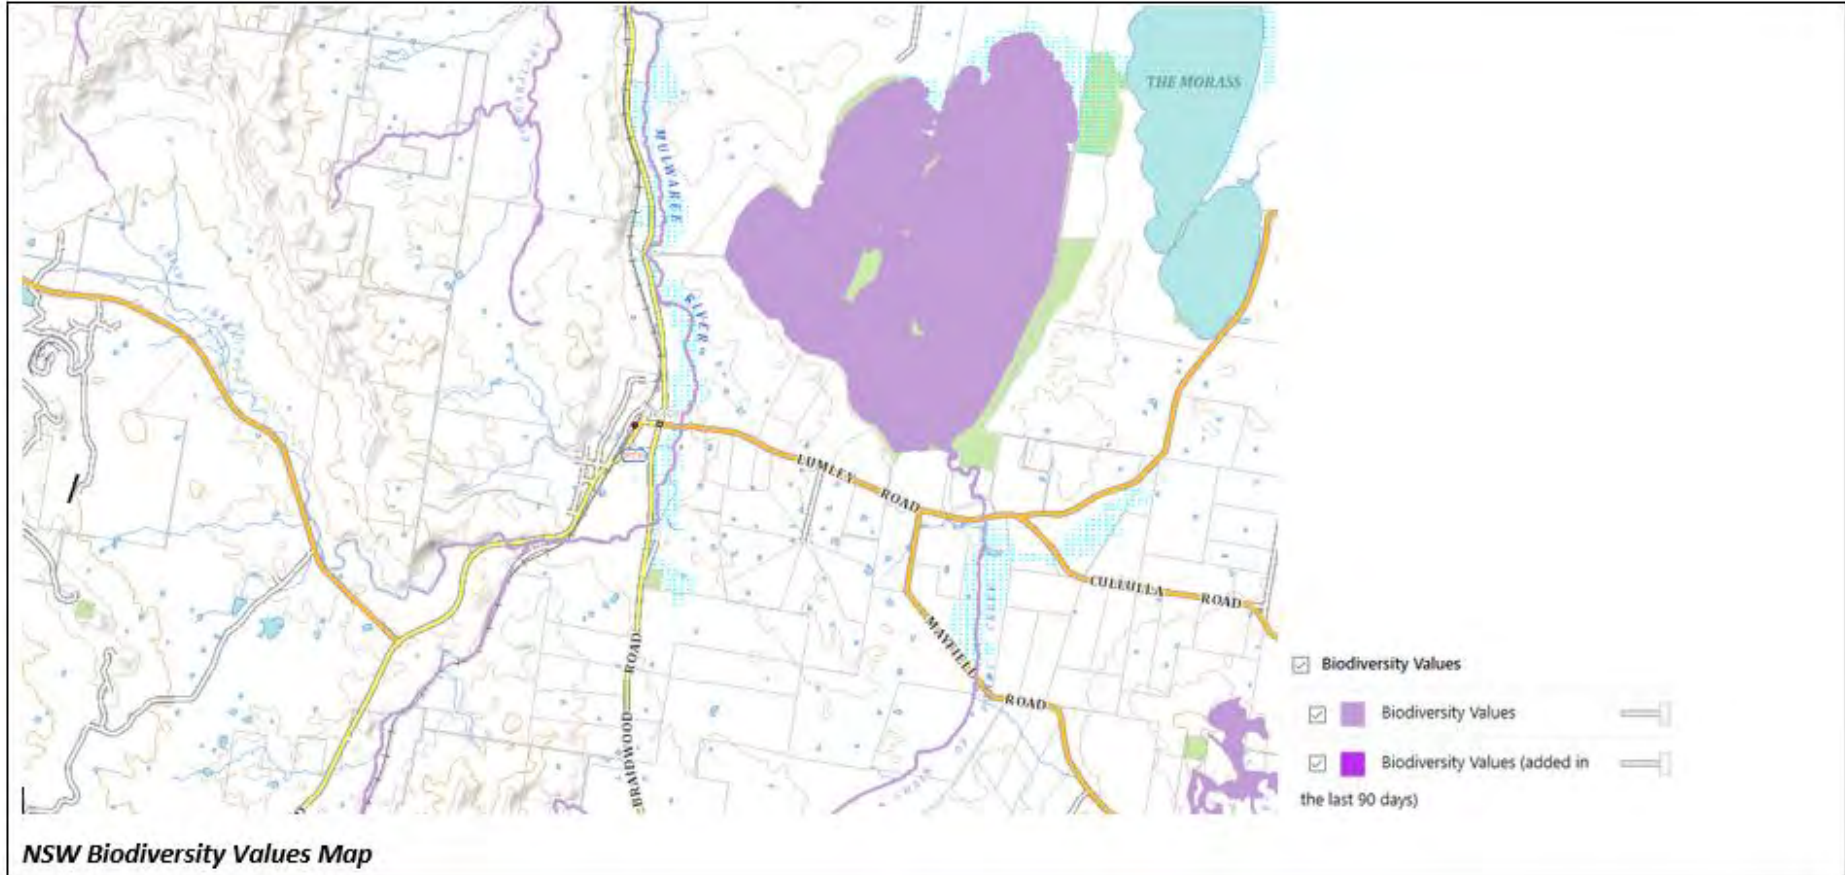 THE MORASS
MULWAREE
RIVER
LUMLEY ROAD
CULLULLA ROAD
MAYFIELD ROAD
BRAIDWOOD ROAD
CREEK
Biodiversity Values
Biodiversity Values
Biodiversity Values (added in
the last 90 days)
NSW Biodiversity Values Map